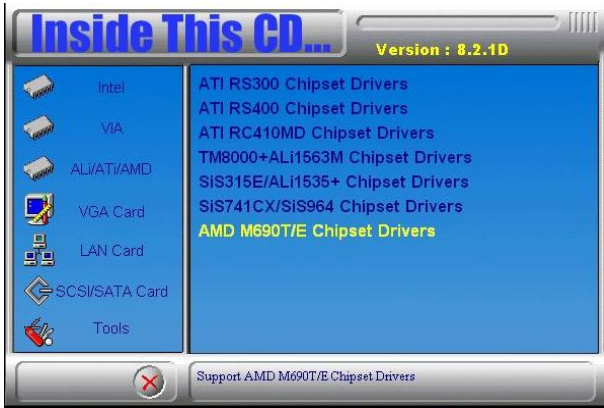 Inside This CD...
Version : 8.2.1D
Intel
VIA
ALi/ATi/AMD
VGA Card
LAN Card
SCSI/SATA Card
Tools
ATI RS300 Chipset Drivers
ATI RS400 Chipset Drivers
ATI RC410MD Chipset Drivers
TM8000+ALi1563M Chipset Drivers
SiS315E/ALi1535+ Chipset Drivers
SiS741CX/SiS964 Chipset Drivers
AMD M690T/E Chipset Drivers
Support AMD M690T/E Chipset Drivers